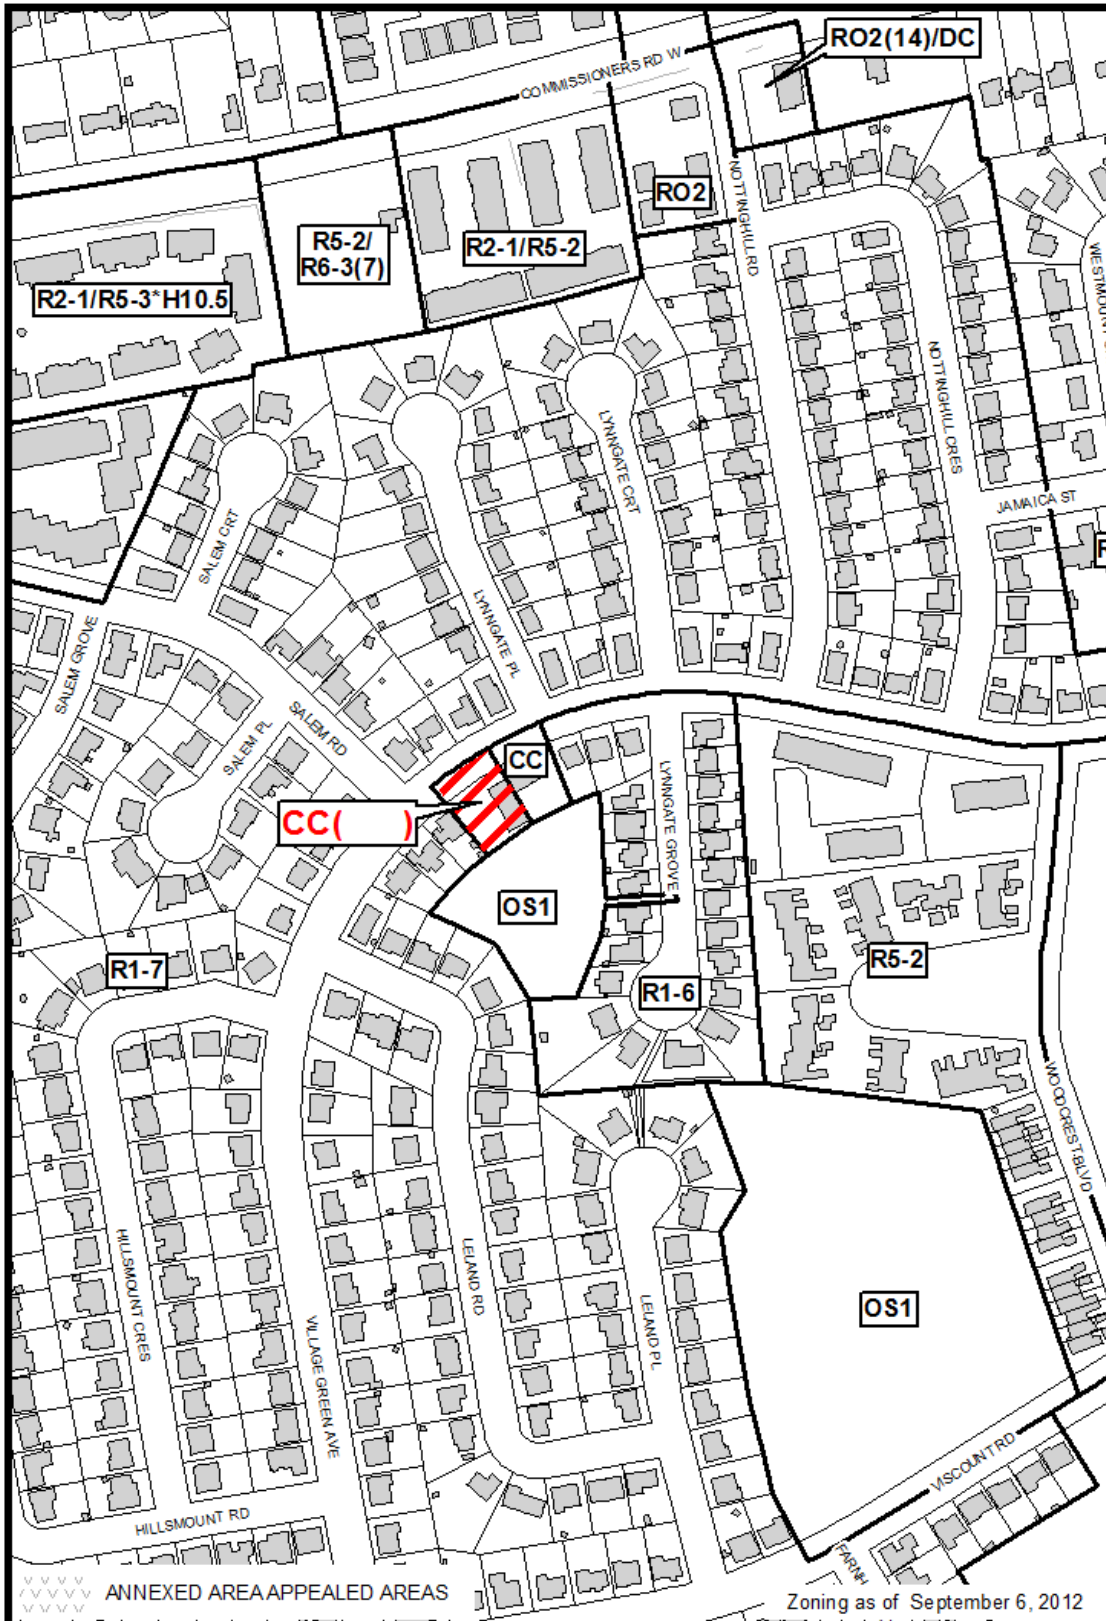 RO2(14)/DC
COMMISSIONERS RD W
RO2
NOTTINGHILL RD
R5-2/
R6-3(7)
R2-1/R5-2
R2-1/R5-3*H10.5
NOTTINGHILL CRES
LYNNGATE CRT
JAMAICA ST
SALEM CRT
LYNNGATE PL
SALEM GROVE
SALEM PL
SALEM RD
CC
CC( )
LYNNGATE GROVE
OS1
R5-2
R1-7
R1-6
WOODCREST BLVD
HILLSMOUNT CRES
LELAND RD
LELAND PL
OS1
VILLAGE GREEN AVE
VISCOUNT RD
HILLSMOUNT RD
ANNEXED AREA APPEALED AREAS
Zoning as of September 6, 2012